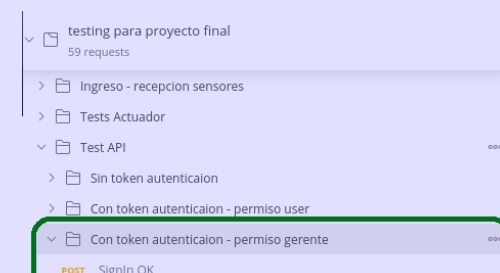 testing para proyecto final
59 requests
Ingreso - recepcion sensores
Tests Actuador
Test API
Sin token autenticaion
Con token autenticaion - permiso user
Con token autenticaion - permiso gerente
POST SignIn OK